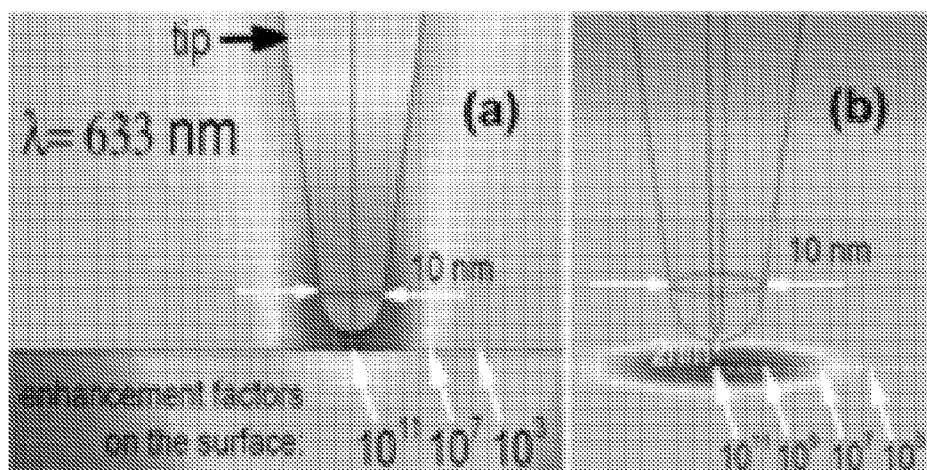 tip
(a)
λ= 633 nm
10 nm
enhancement factors
on the surface:
10¹¹ 10⁷ 10³
(b)
10 nm